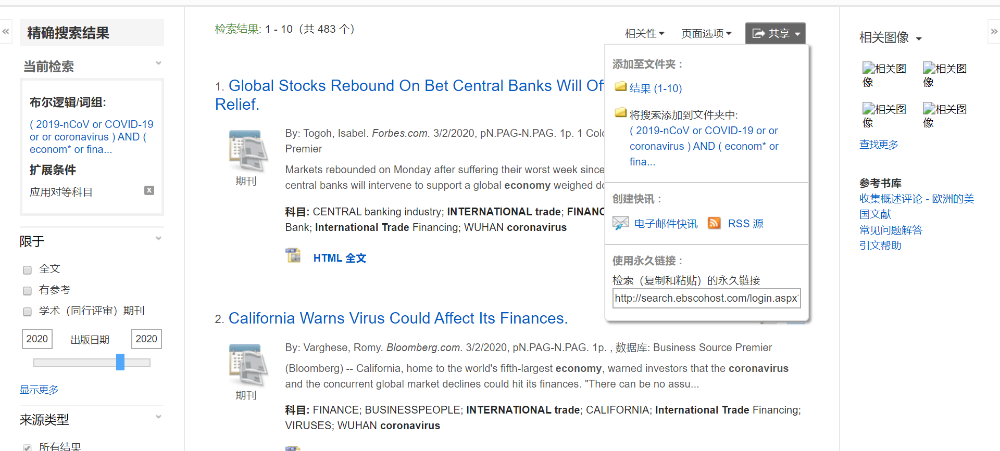 精确搜索结果
当前检索
布尔逻辑/词组:
( 2019-nCoV or COVID-19
or or coronavirus ) AND (
econom* or fina...
扩展条件
应用对等科目
限于
全文
有参考
学术（同行评审）期刊
2020 出版日期 2020
显示更多
来源类型
所有结果
检索结果: 1 - 10（共 483 个）
相关性 页面选项 共享
1. Global Stocks Rebound On Bet Central Banks Will Of
Relief.
期刊
By: Togoh, Isabel. Forbes.com. 3/2/2020, pN.PAG-N.PAG. 1p. 1 Colo
Premier
Markets rebounded on Monday after suffering their worst week since
central banks will intervene to support a global economy weighed do
科目: CENTRAL banking industry; INTERNATIONAL trade; FINANC
Bank; International Trade Financing; WUHAN coronavirus
HTML 全文
添加至文件夹：
结果 (1-10)
将搜索添加到文件夹中:
( 2019-nCoV or COVID-19 or or
coronavirus ) AND ( econom* or
fina...
创建快讯：
电子邮件快讯 RSS 源
使用永久链接：
检索（复制和粘贴）的永久链接
http://search.ebscohost.com/login.aspx?
2. California Warns Virus Could Affect Its Finances.
期刊
By: Varghese, Romy. Bloomberg.com. 3/2/2020, pN.PAG-N.PAG. 1p. , 数据库: Business Source Premier
(Bloomberg) -- California, home to the world's fifth-largest economy, warned investors that the coronavirus
and the concurrent global market declines could hit its finances. "There can be no assu...
科目: FINANCE; BUSINESSPEOPLE; INTERNATIONAL trade; CALIFORNIA; International Trade Financing;
VIRUSES; WUHAN coronavirus
相关图像
相关图 相关图
像 像
相关图 相关图
像 像
查找更多
参考书库
收集概述评论 - 欧洲的美
国文献
常见问题解答
引文帮助